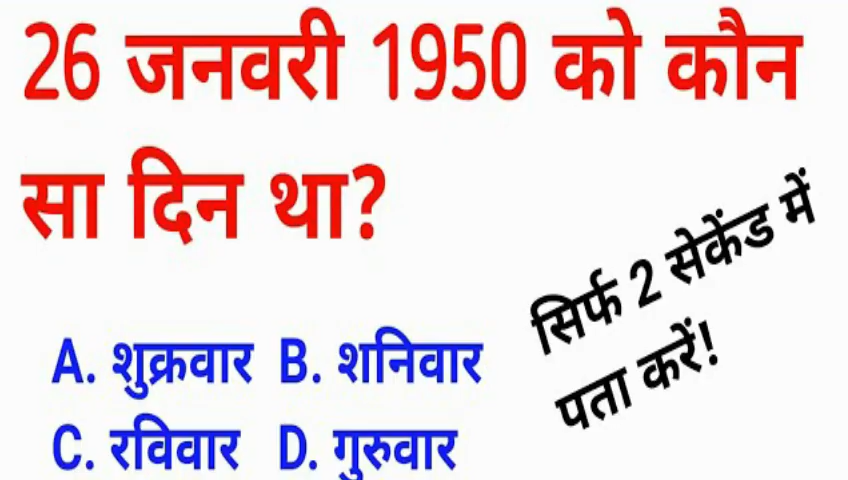 26 जनवरी 1950 को कौन
सा दिन था?
सिर्फ 2 सेकेंड में
पता करें!
A. शुक्रवार B. शनिवार
C. रविवार D. गुरुवार